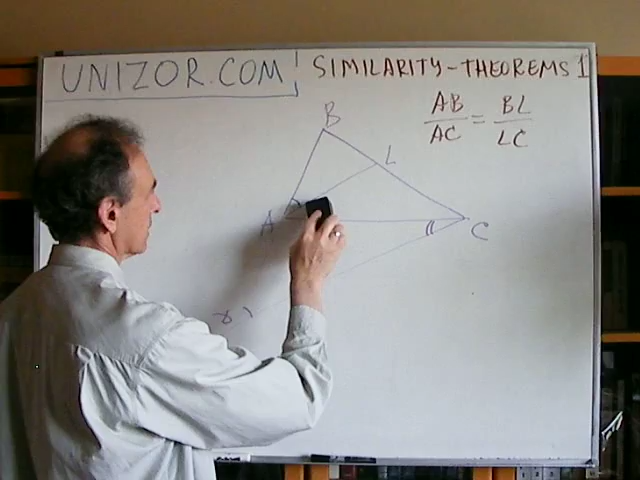 UNIZOR.COM
SIMILARITY-THEOREMS 1
AB/AC = BL/LC
B
L
A
C